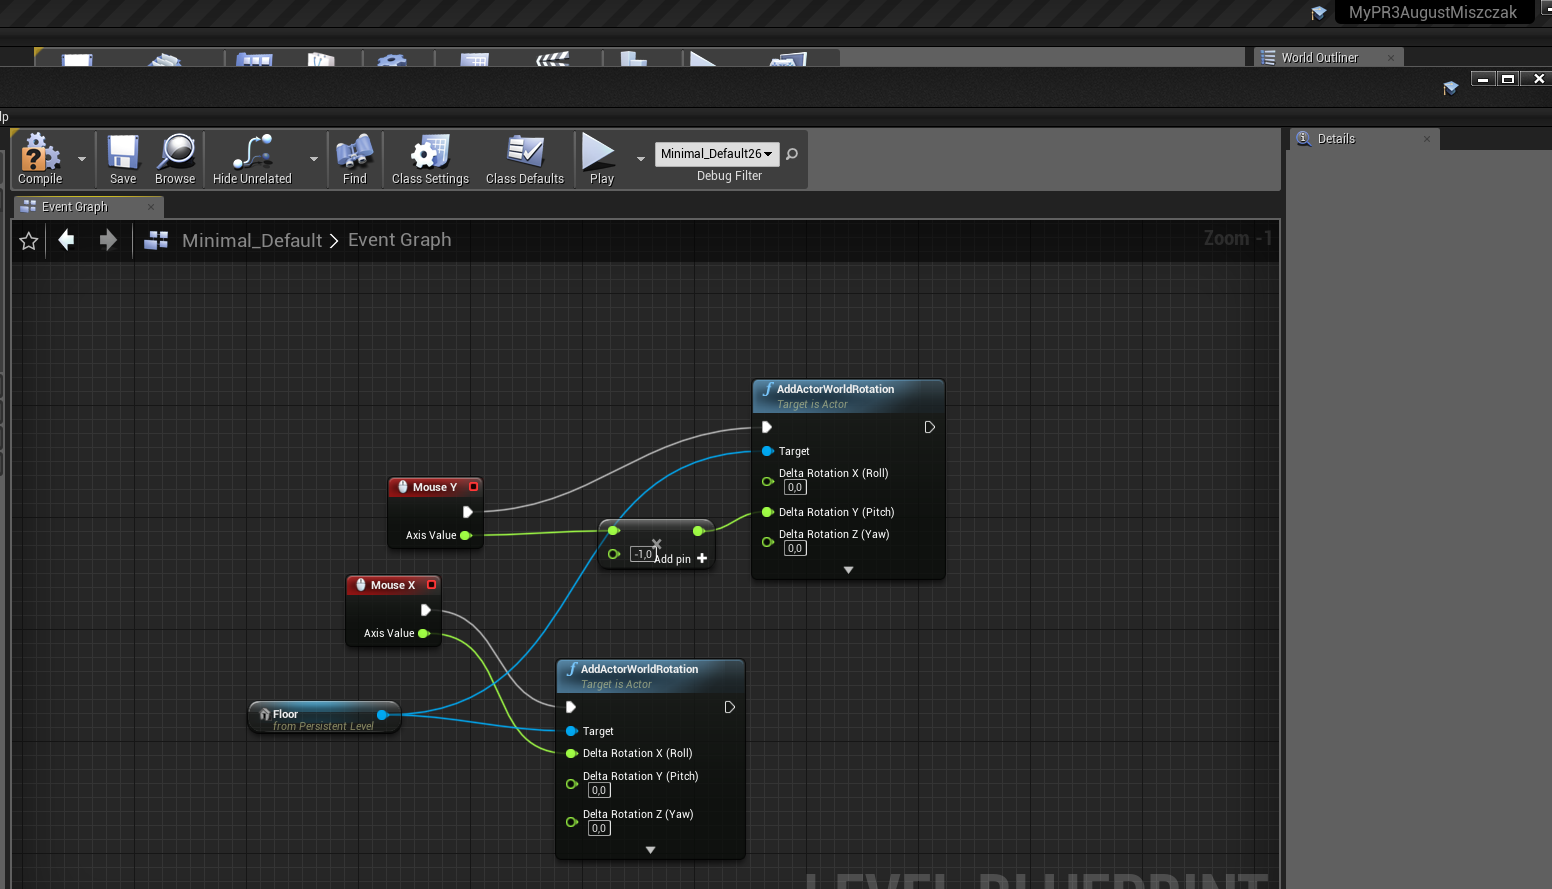 MyPR3AugustMiszczak
World Outliner
lp
Compile
Save
Browse
Hide Unrelated
Find
Class Settings
Class Defaults
Play
Minimal_Default26
Debug Filter
Details
Event Graph
Minimal_Default > Event Graph
Zoom -1
AddActorWorldRotation
Target is Actor
Target
Delta Rotation X (Roll)
0,0
Delta Rotation Y (Pitch)
Delta Rotation Z (Yaw)
0,0
Mouse Y
Axis Value
-1,0
Add pin
Mouse X
Axis Value
Floor
from Persistent Level
AddActorWorldRotation
Target is Actor
Target
Delta Rotation X (Roll)
Delta Rotation Y (Pitch)
0,0
Delta Rotation Z (Yaw)
0,0
LEVEL BLUEPRINT